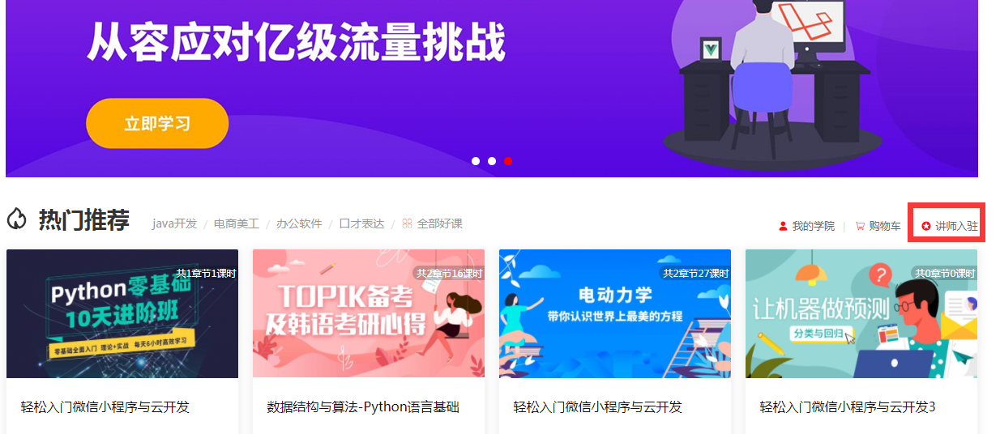 从容应对亿级流量挑战
立即学习
热门推荐 java开发 / 电商美工 / 办公软件 / 口才表达 / 全部好课
我的学院 | 购物车 讲师入驻
共1章节1课时
Python零基础
10天进阶班
零基础全面入门 理论+实战 每天6小时高效学习
共2章节16课时
TOPIK备考
及韩语考研心得
共2章节27课时
电动力学
带你认识世界上最美的方程
共0章节0课时
让机器做预测
分类与回归
轻松入门微信小程序与云开发
数据结构与算法-Python语言基础
轻松入门微信小程序与云开发
轻松入门微信小程序与云开发3